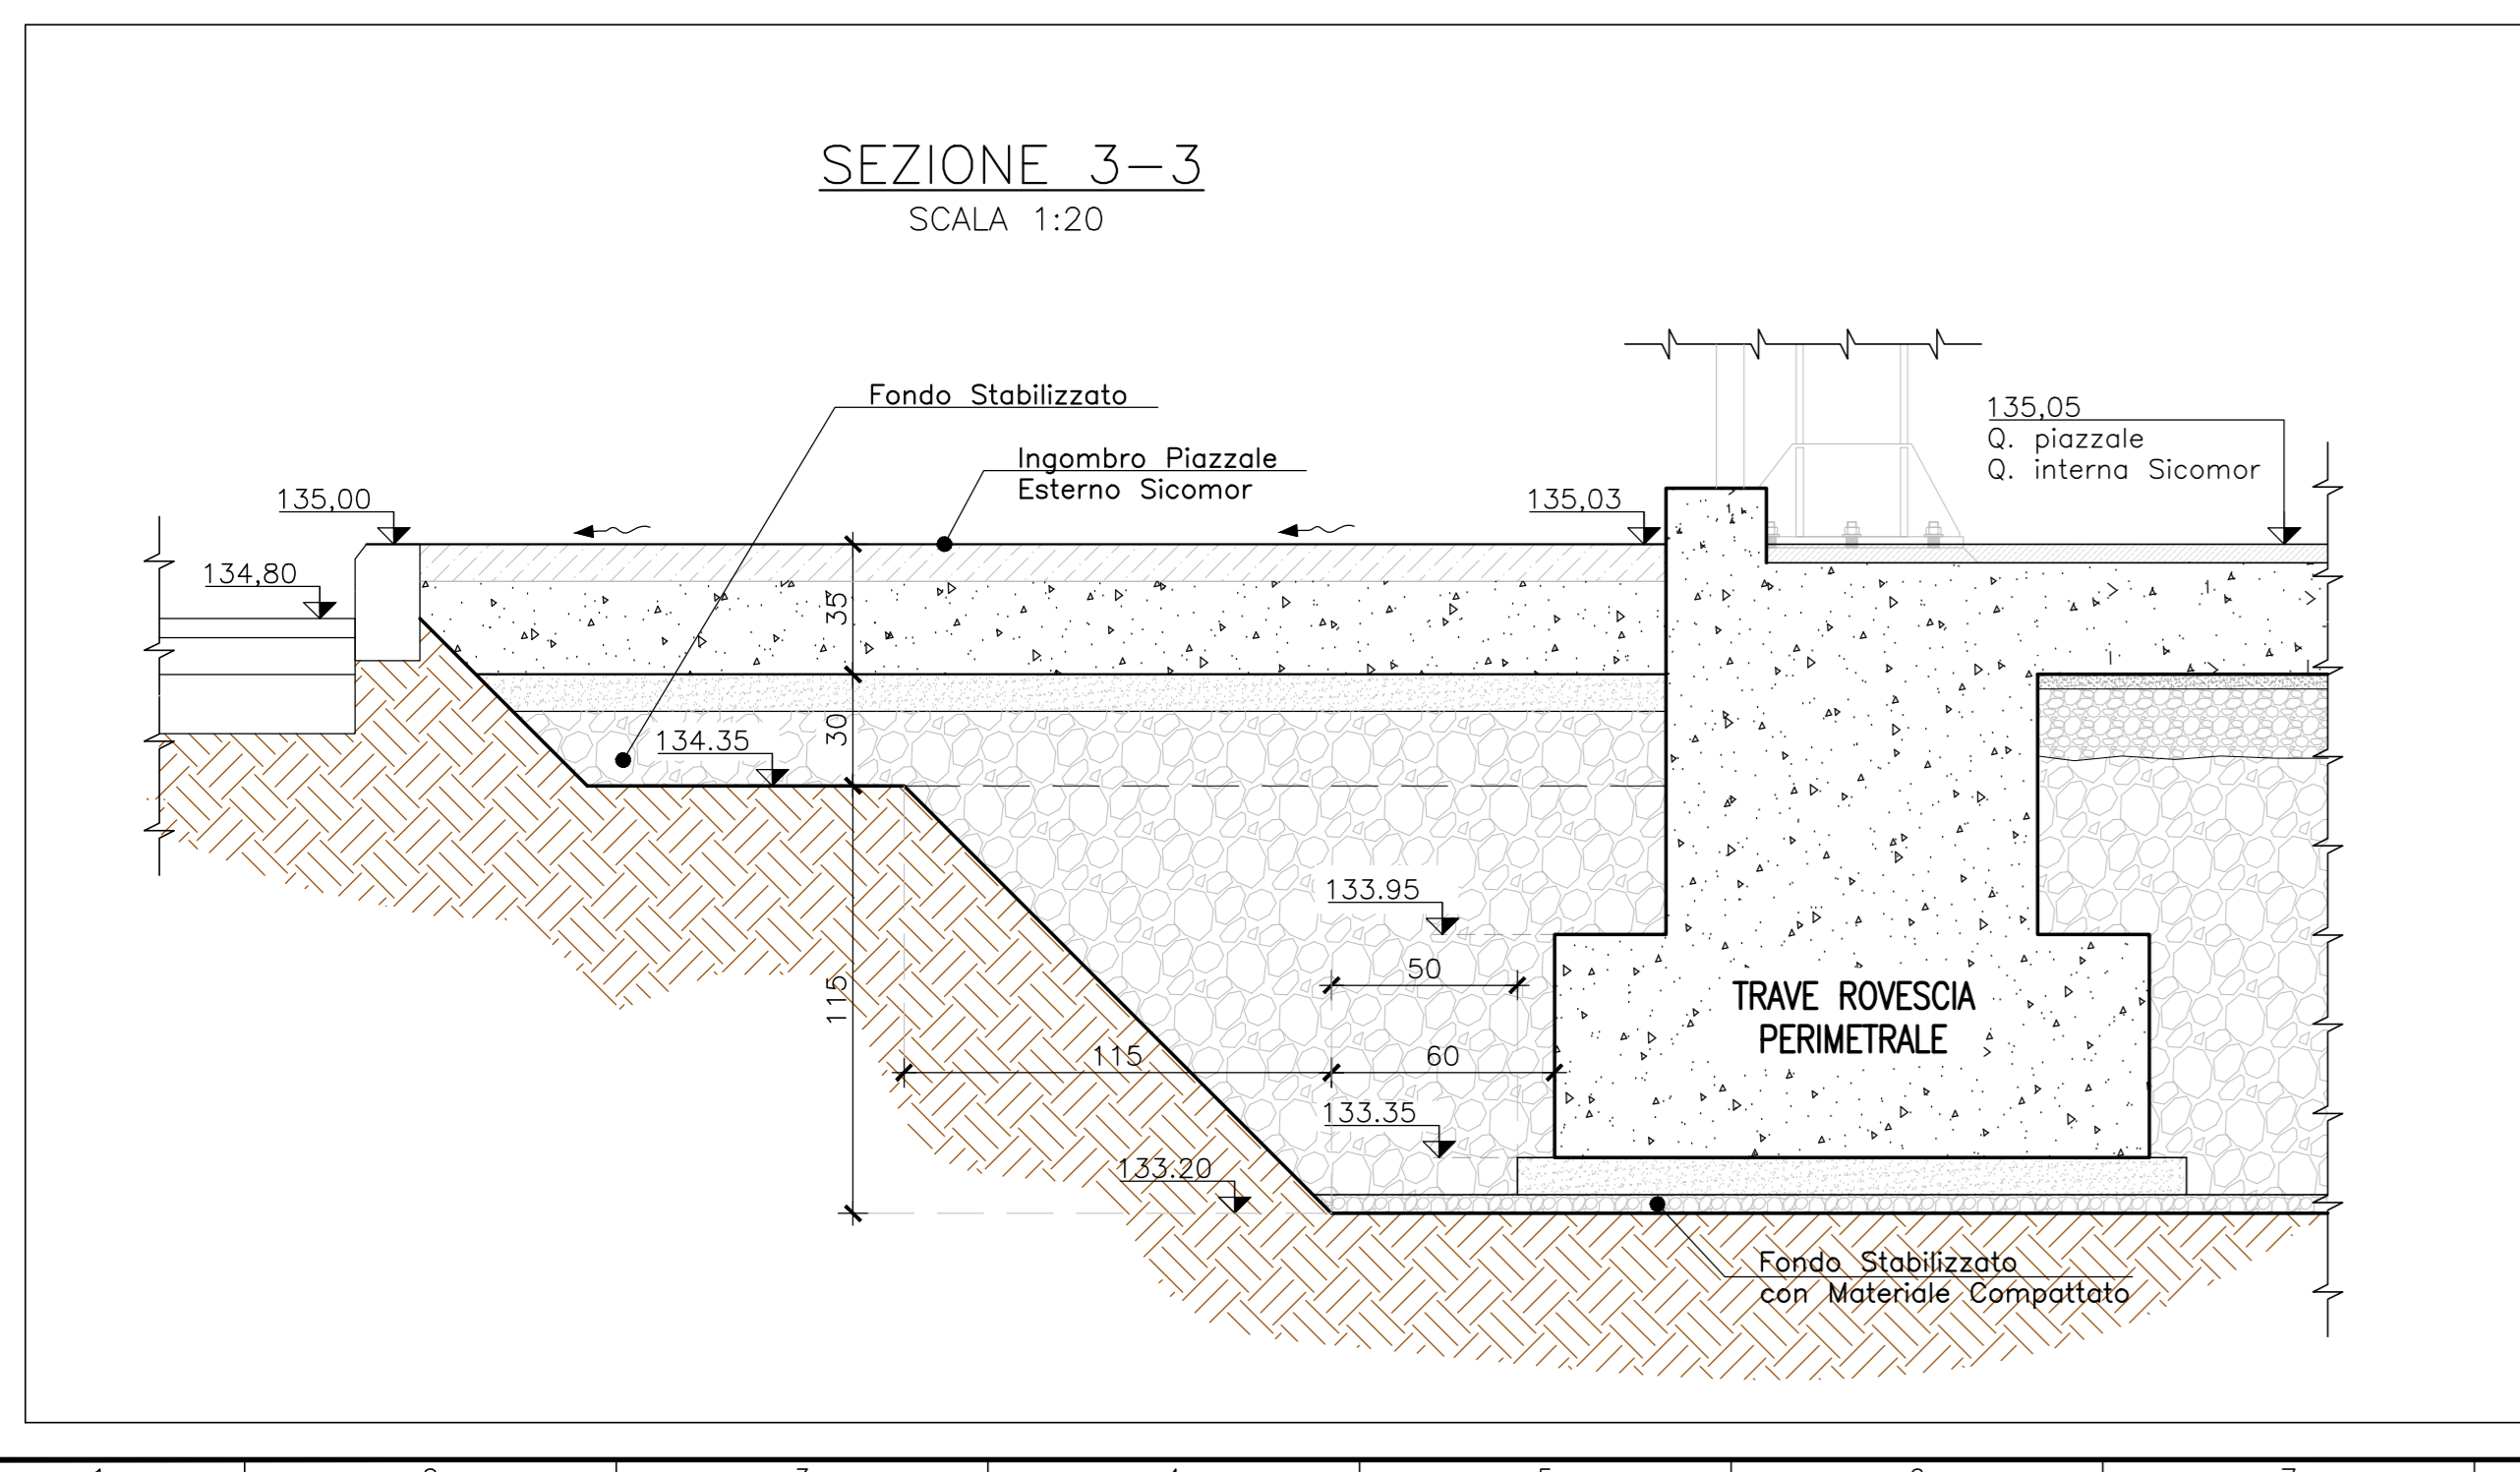 SEZIONE 3-3
SCALA 1:20
Fondo Stabilizzato
Ingombro Piazzale
Esterno Sicomor
135,05
Q. piazzale
Q. interna Sicomor
135,00
135,03
134,80
35
30
134.35
133.95
50
115
TRAVE ROVESCIA
PERIMETRALE
115
60
133.35
133.20
Fondo Stabilizzato
con Materiale Compattato